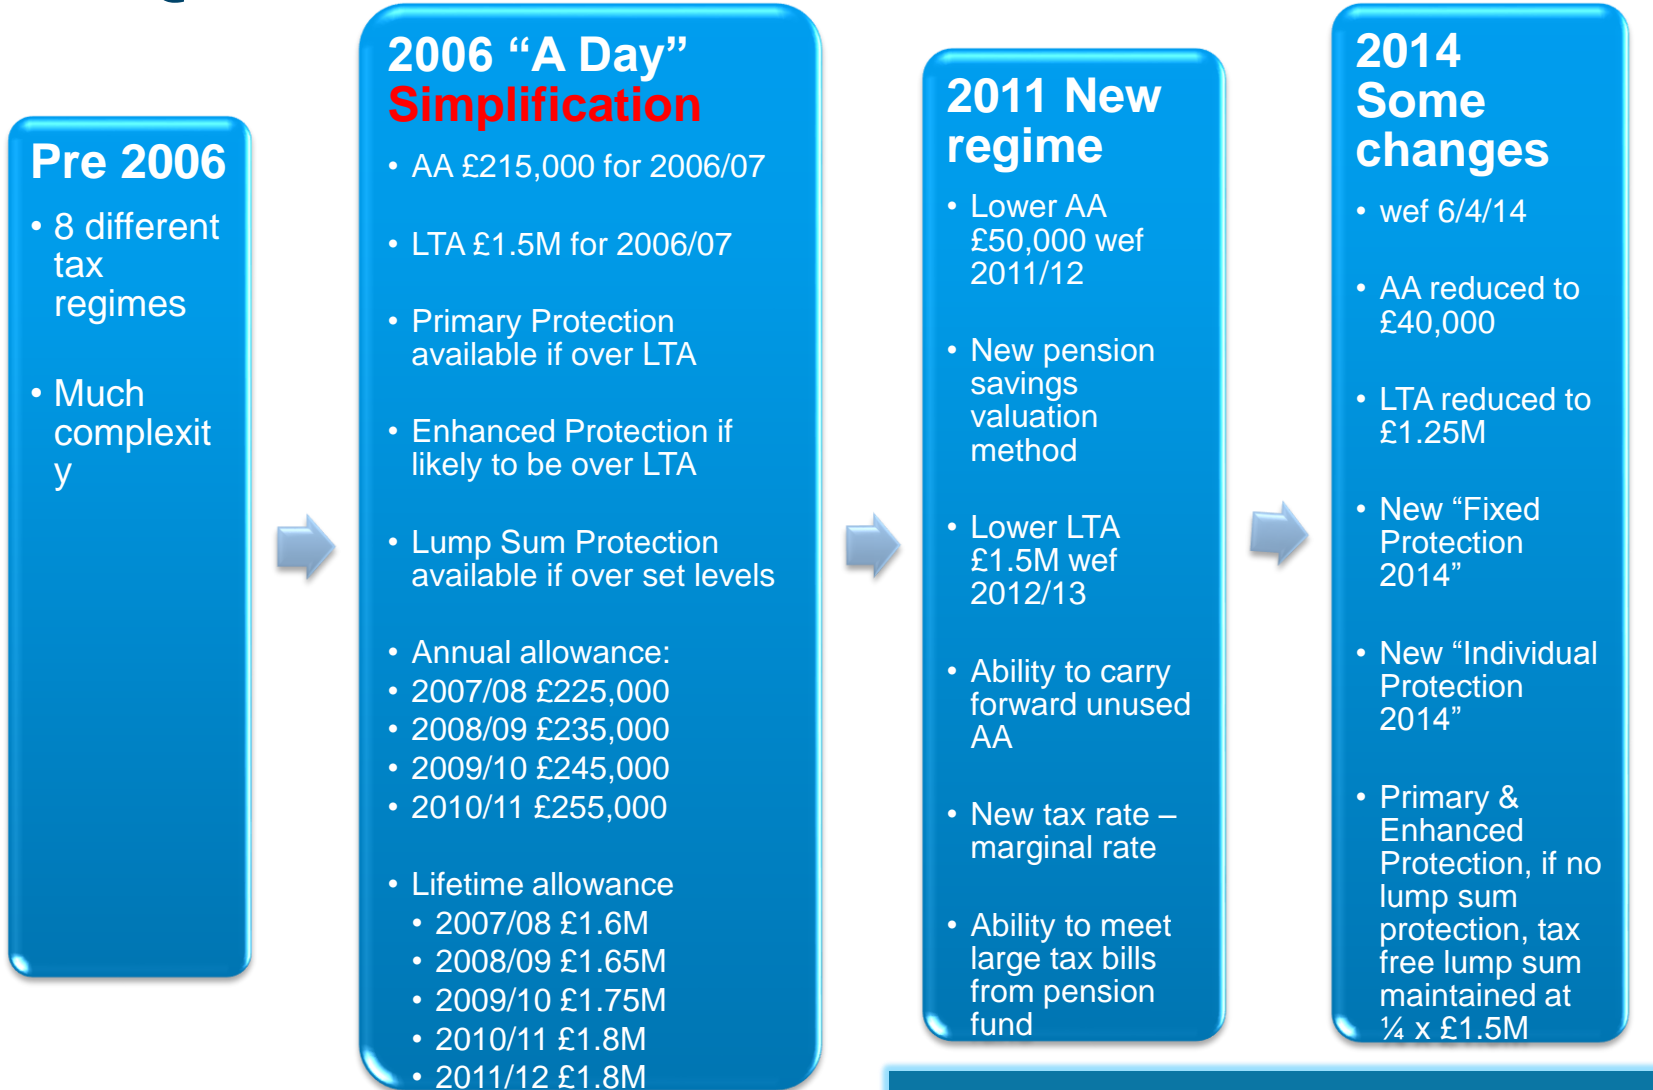 Pre 2006
• 8 different
tax
regimes
• Much
complexit
y
2006 “A Day”
Simplification
• AA £215,000 for 2006/07
• LTA £1.5M for 2006/07
• Primary Protection
available if over LTA
• Enhanced Protection if
likely to be over LTA
• Lump Sum Protection
available if over set levels
• Annual allowance:
• 2007/08 £225,000
• 2008/09 £235,000
• 2009/10 £245,000
• 2010/11 £255,000
• Lifetime allowance
• 2007/08 £1.6M
• 2008/09 £1.65M
• 2009/10 £1.75M
• 2010/11 £1.8M
• 2011/12 £1.8M
2011 New
regime
• Lower AA
£50,000 wef
2011/12
• New pension
savings
valuation
method
• Lower LTA
£1.5M wef
2012/13
• Ability to carry
forward unused
AA
• New tax rate –
marginal rate
• Ability to meet
large tax bills
from pension
fund
2014
Some
changes
• wef 6/4/14
• AA reduced to
£40,000
• LTA reduced to
£1.25M
• New “Fixed
Protection
2014”
• New “Individual
Protection
2014”
• Primary &
Enhanced
Protection, if no
lump sum
protection, tax
free lump sum
maintained at
¼ x £1.5M